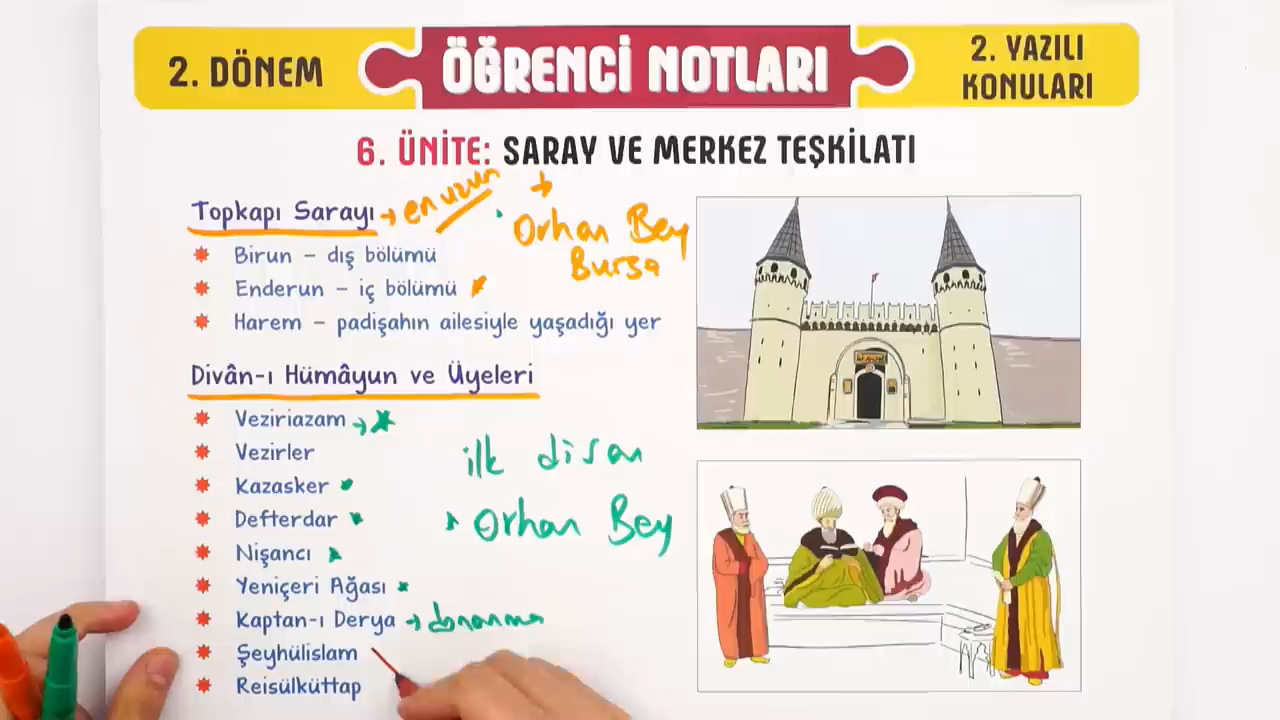 2. DÖNEM
ÖĞRENCİ NOTLARI
2. YAZILI
KONULARI
6. ÜNİTE: SARAY VE MERKEZ TEŞKİLATI
Topkapı Sarayı → en uzun
Orhan Bey
Bursa
Birun – dış bölümü
Enderun – iç bölümü
Harem – padişahın ailesiyle yaşadığı yer
Divân-ı Hümâyun ve Üyeleri
Veziriazam →
Vezirler
Kazasker
Defterdar
Nişancı
Yeniçeri Ağası
Kaptan-ı Derya → donanma
Şeyhülislam
Reisülküttap
ilk divan
Orhan Bey